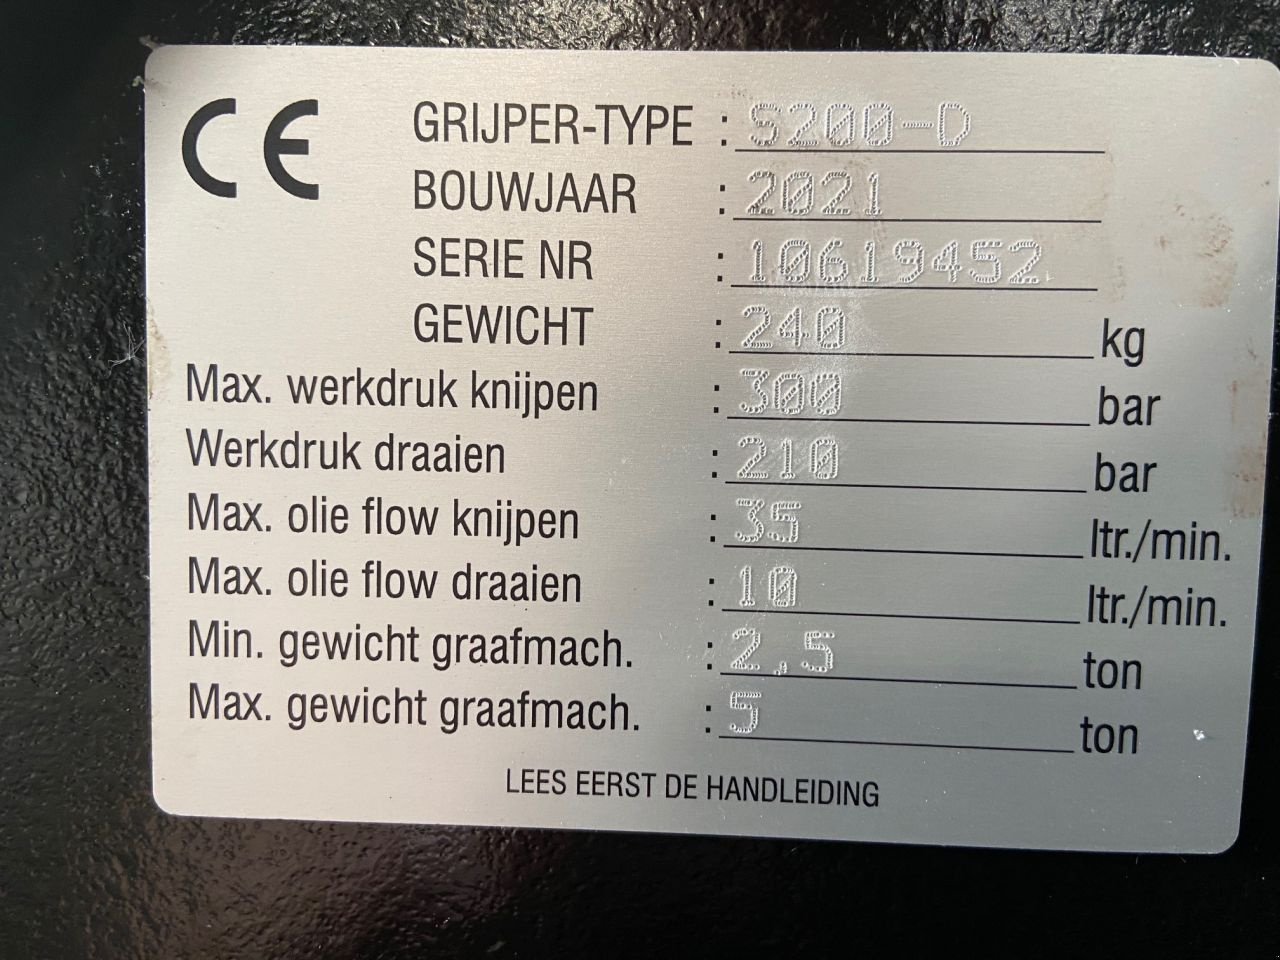 CE
GRIJPER-TYPE : S200-D
BOUWJAAR : 2021
SERIE NR : 10619452
GEWICHT : 240 kg
Max. werkdruk knijpen : 300 bar
Werkdruk draaien : 210 bar
Max. olie flow knijpen : 35 ltr./min.
Max. olie flow draaien : 10 ltr./min.
Min. gewicht graafmach. : 2,5 ton
Max. gewicht graafmach. : 5 ton
LEES EERST DE HANDLEIDING